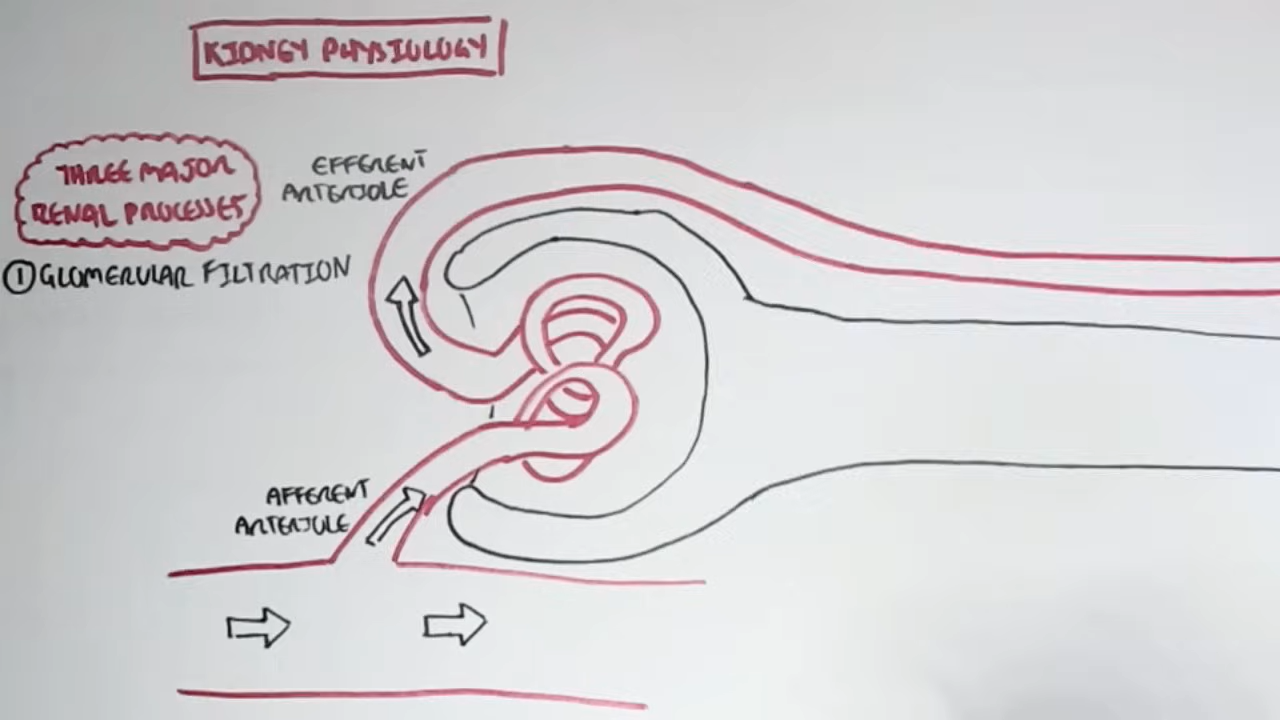 KIDNEY PHYSIOLOGY
THREE MAJOR
RENAL PROCESSES
① GLOMERULAR FILTRATION
EFFERENT
ARTERIOLE
AFFERENT
ARTERIOLE